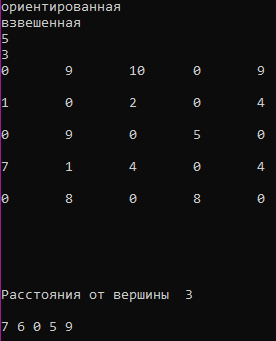 ориентированная
взвешенная
5
3
0 9 10 0 9
1 0 2 0 4
0 9 0 5 0
7 1 4 0 4
0 8 0 8 0
Расстояния от вершины 3
7 6 0 5 9